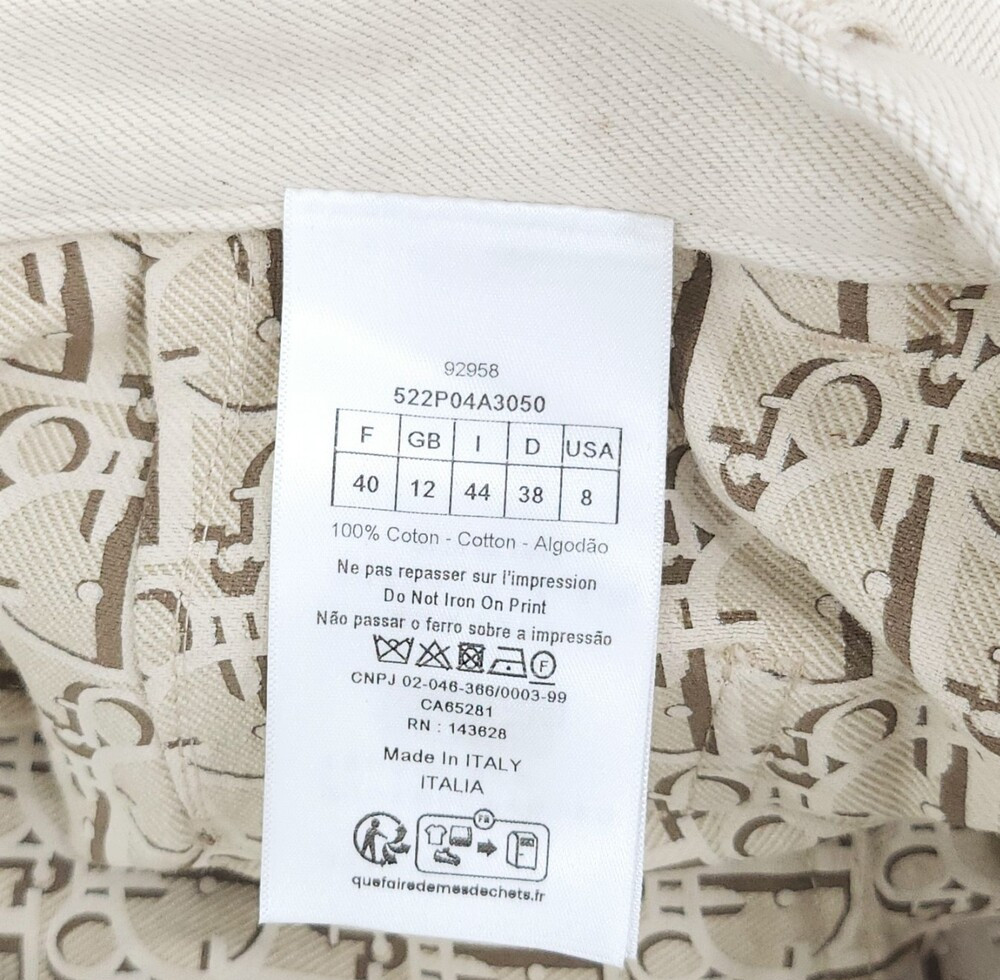 92958
522P04A3050
F GB I D USA
40 12 44 38 8
100% Coton - Cotton - Algodão
Ne pas repasser sur l'impression
Do Not Iron On Print
Não passar o ferro sobre a impressão
F
CNPJ 02-046-366/0003-99
CA65281
RN : 143628
Made In ITALY
ITALIA
FR
quefairedemesdechets.fr